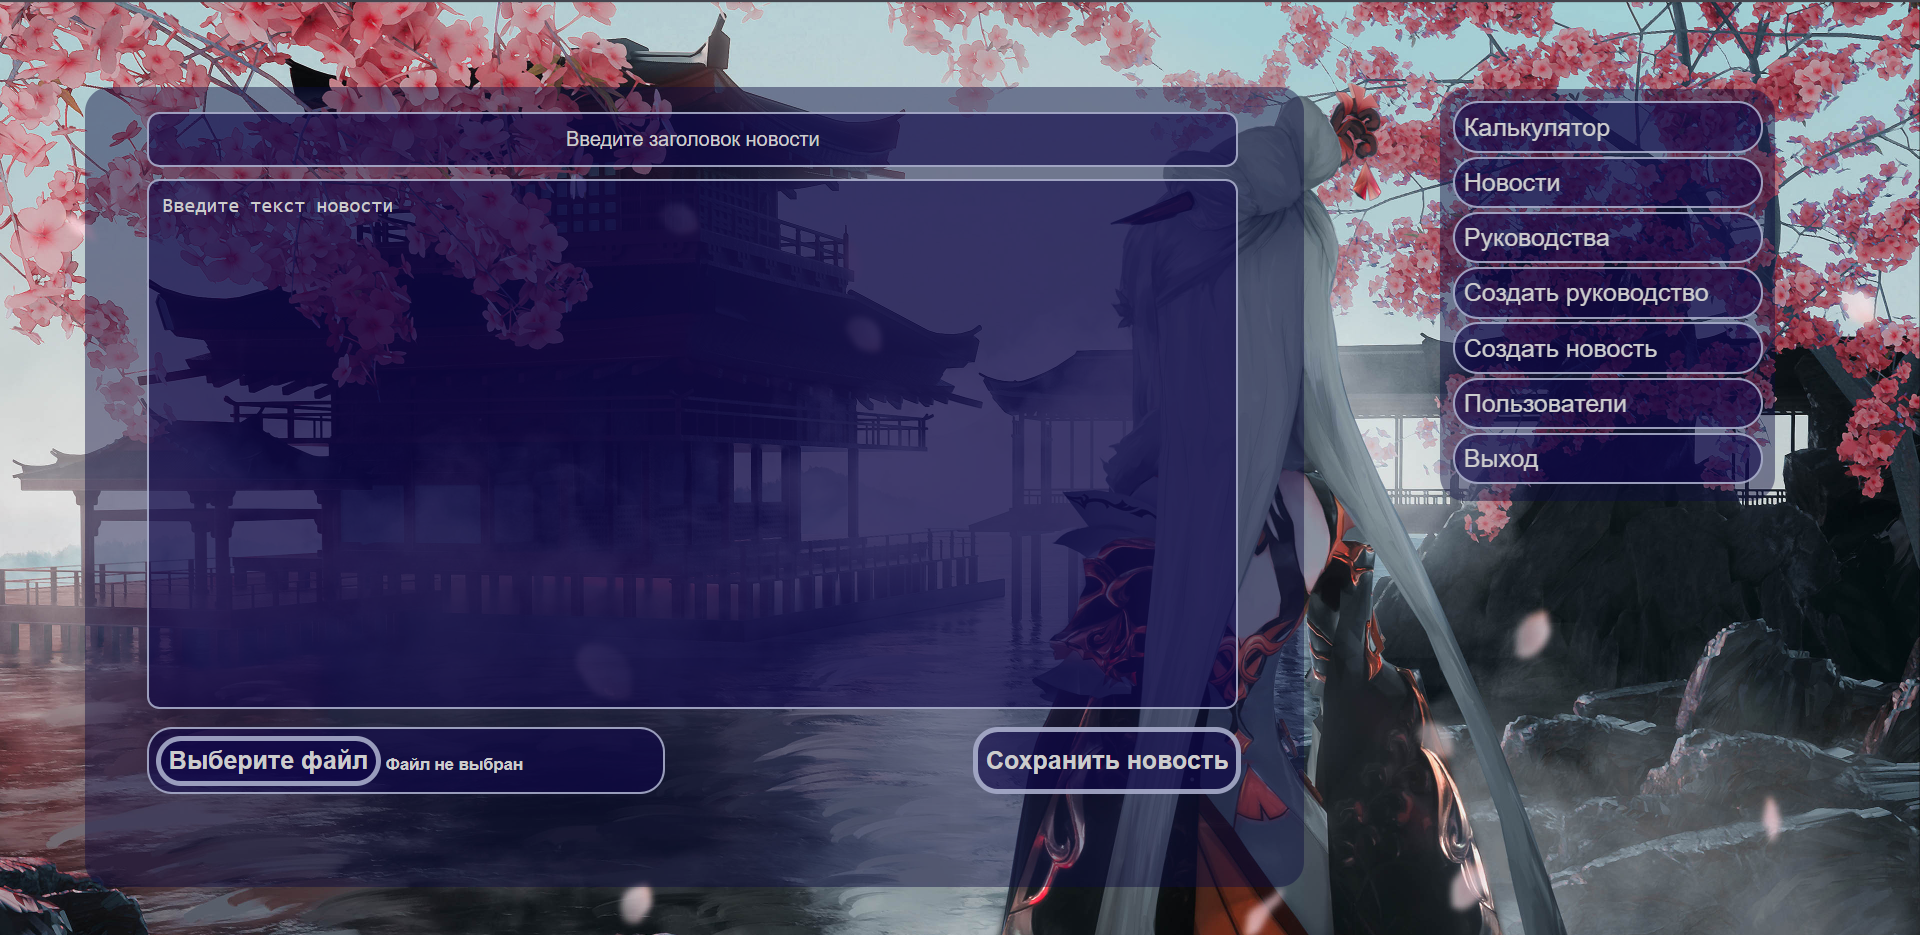 Введите заголовок новости
Введите текст новости
Выберите файл Файл не выбран
Сохранить новость
Калькулятор
Новости
Руководства
Создать руководство
Создать новость
Пользователи
Выход